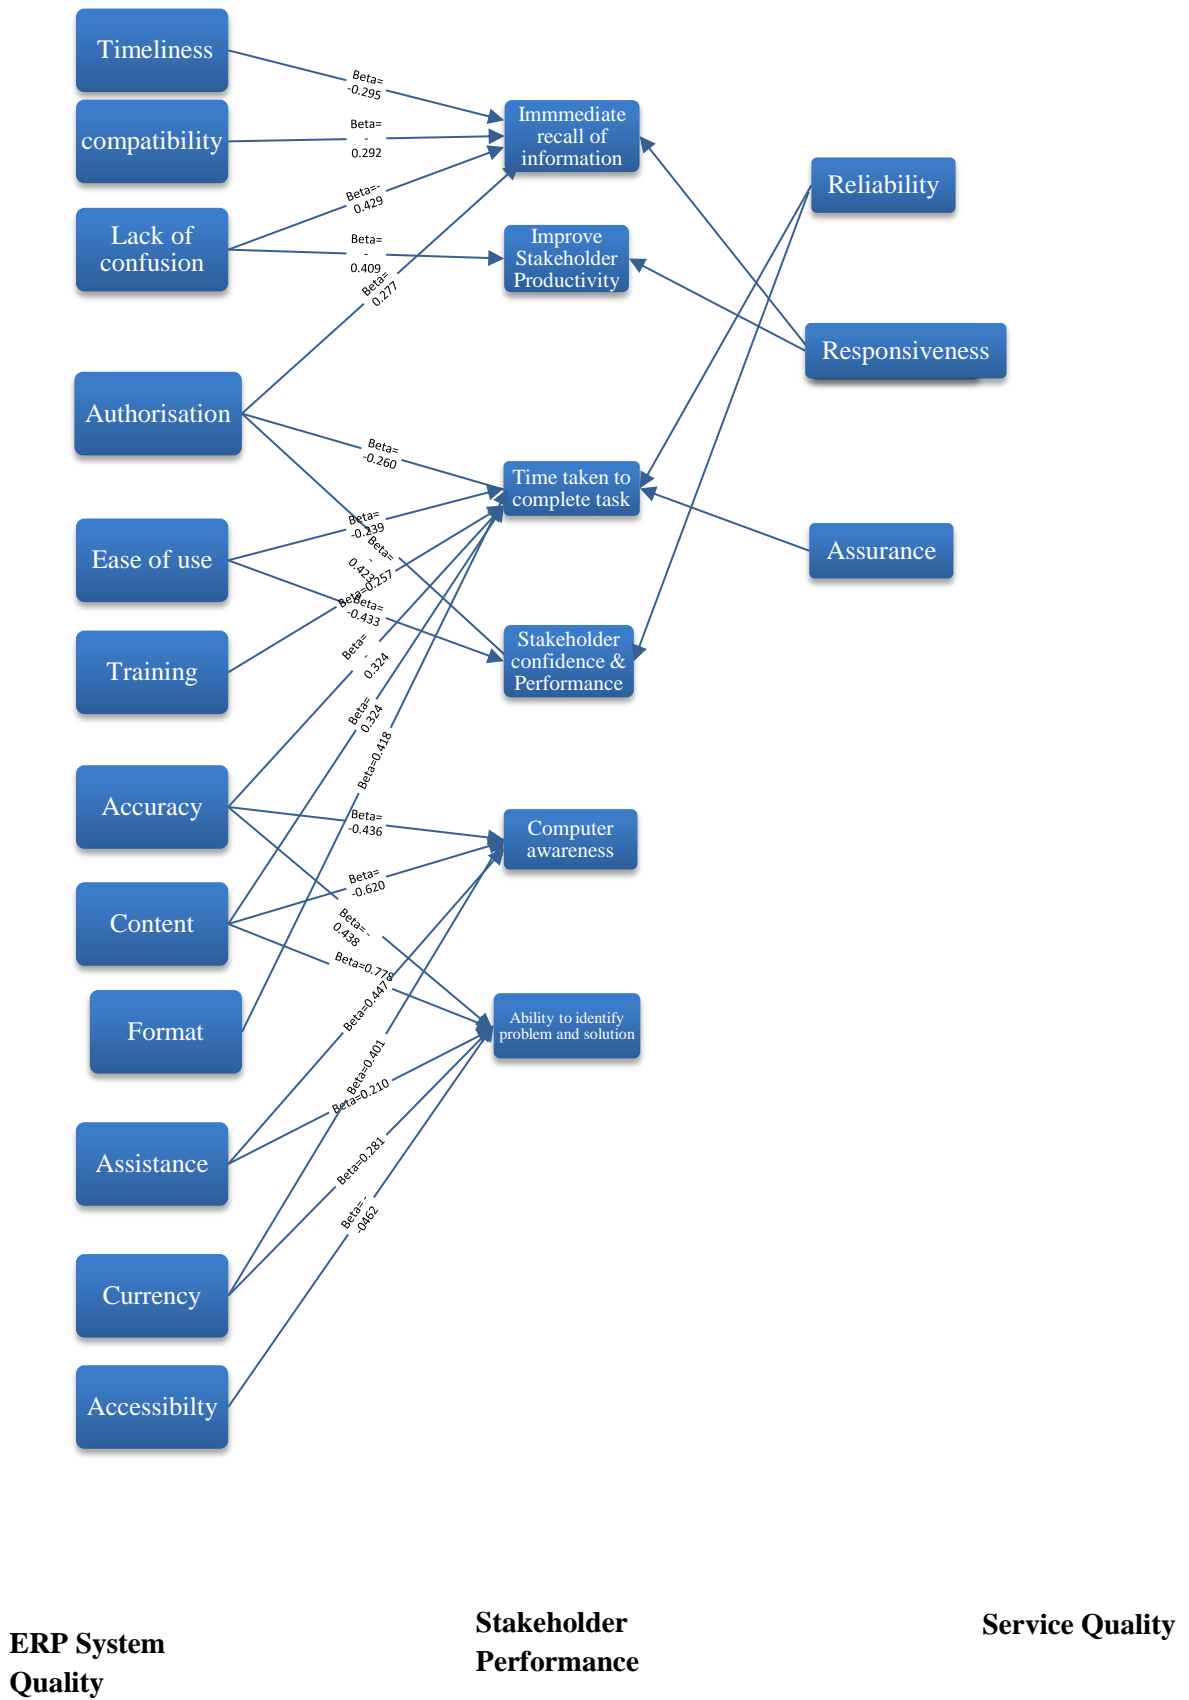 Timeliness
compatibility
Lack of
confusion
Authorisation
Ease of use
Training
Accuracy
Content
Format
Assistance
Currency
Accessibilty
Beta=
-0.295
Beta=
-
0.292
Beta=-
0.429
Beta=
-
0.409
Beta=
0.277
Beta=
-0.260
Beta=
-0.239
Beta=
-
0.423
Beta=0.257
Beta=
-0.433
Beta=
-
0.324
Beta=
0.324
Beta=0.418
Beta=
-0.436
Beta=
-0.620
Beta=-
0.438
Beta=0.778
Beta=0.447
Beta=0.401
Beta=0.210
Beta=0.281
Beta=-
-0462
Immmediate
recall of
information
Improve
Stakeholder
Productivity
Time taken to
complete task
Stakeholder
confidence &
Performance
Computer
awareness
Ability to identify
problem and solution
Reliability
Responsiveness
Assurance
ERP System
Quality
Stakeholder
Performance
Service Quality